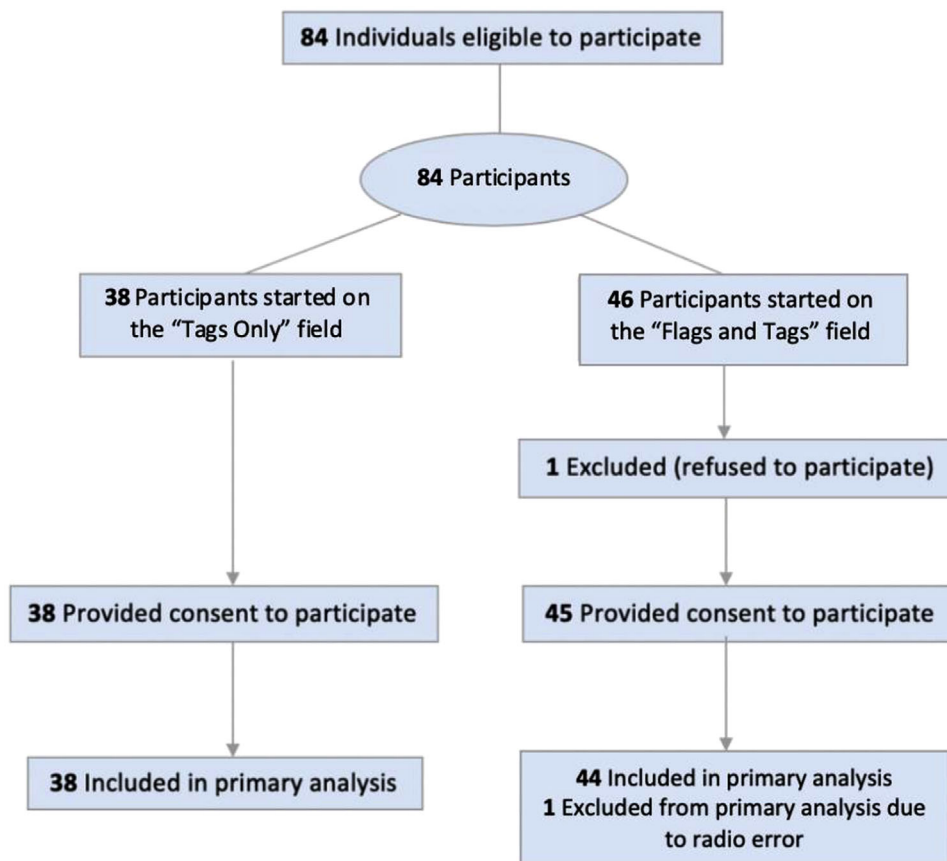 84 Individuals eligible to participate
84 Participants
38 Participants started on
the “Tags Only” field
46 Participants started on
the “Flags and Tags” field
1 Excluded (refused to participate)
38 Provided consent to participate
45 Provided consent to participate
38 Included in primary analysis
44 Included in primary analysis
1 Excluded from primary analysis due
to radio error